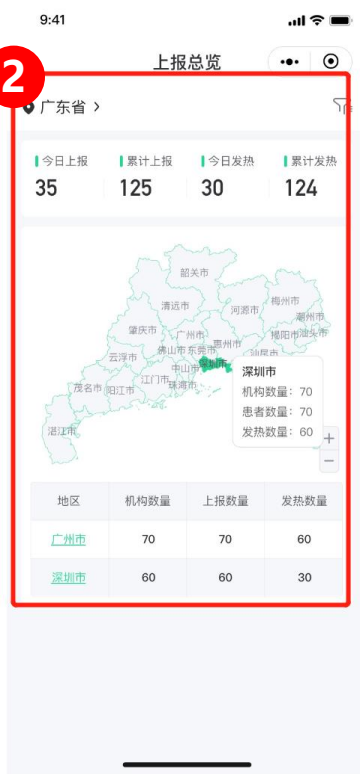 9:41
上报总览
2
广东省 >
今日上报 累计上报 今日发热 累计发热
35 125 30 124
韶关市
清远市 河源市 梅州市
潮州市
肇庆市 广州市 惠州市 揭阳市 汕头市
云浮市 佛山市 东莞市 汕尾市
中山市 深圳市
茂名市 阳江市 江门市 珠海市
湛江市
深圳市
机构数量: 70
患者数量: 70
发热数量: 60
+
−
地区 机构数量 上报数量 发热数量
广州市 70 70 60
深圳市 60 60 30